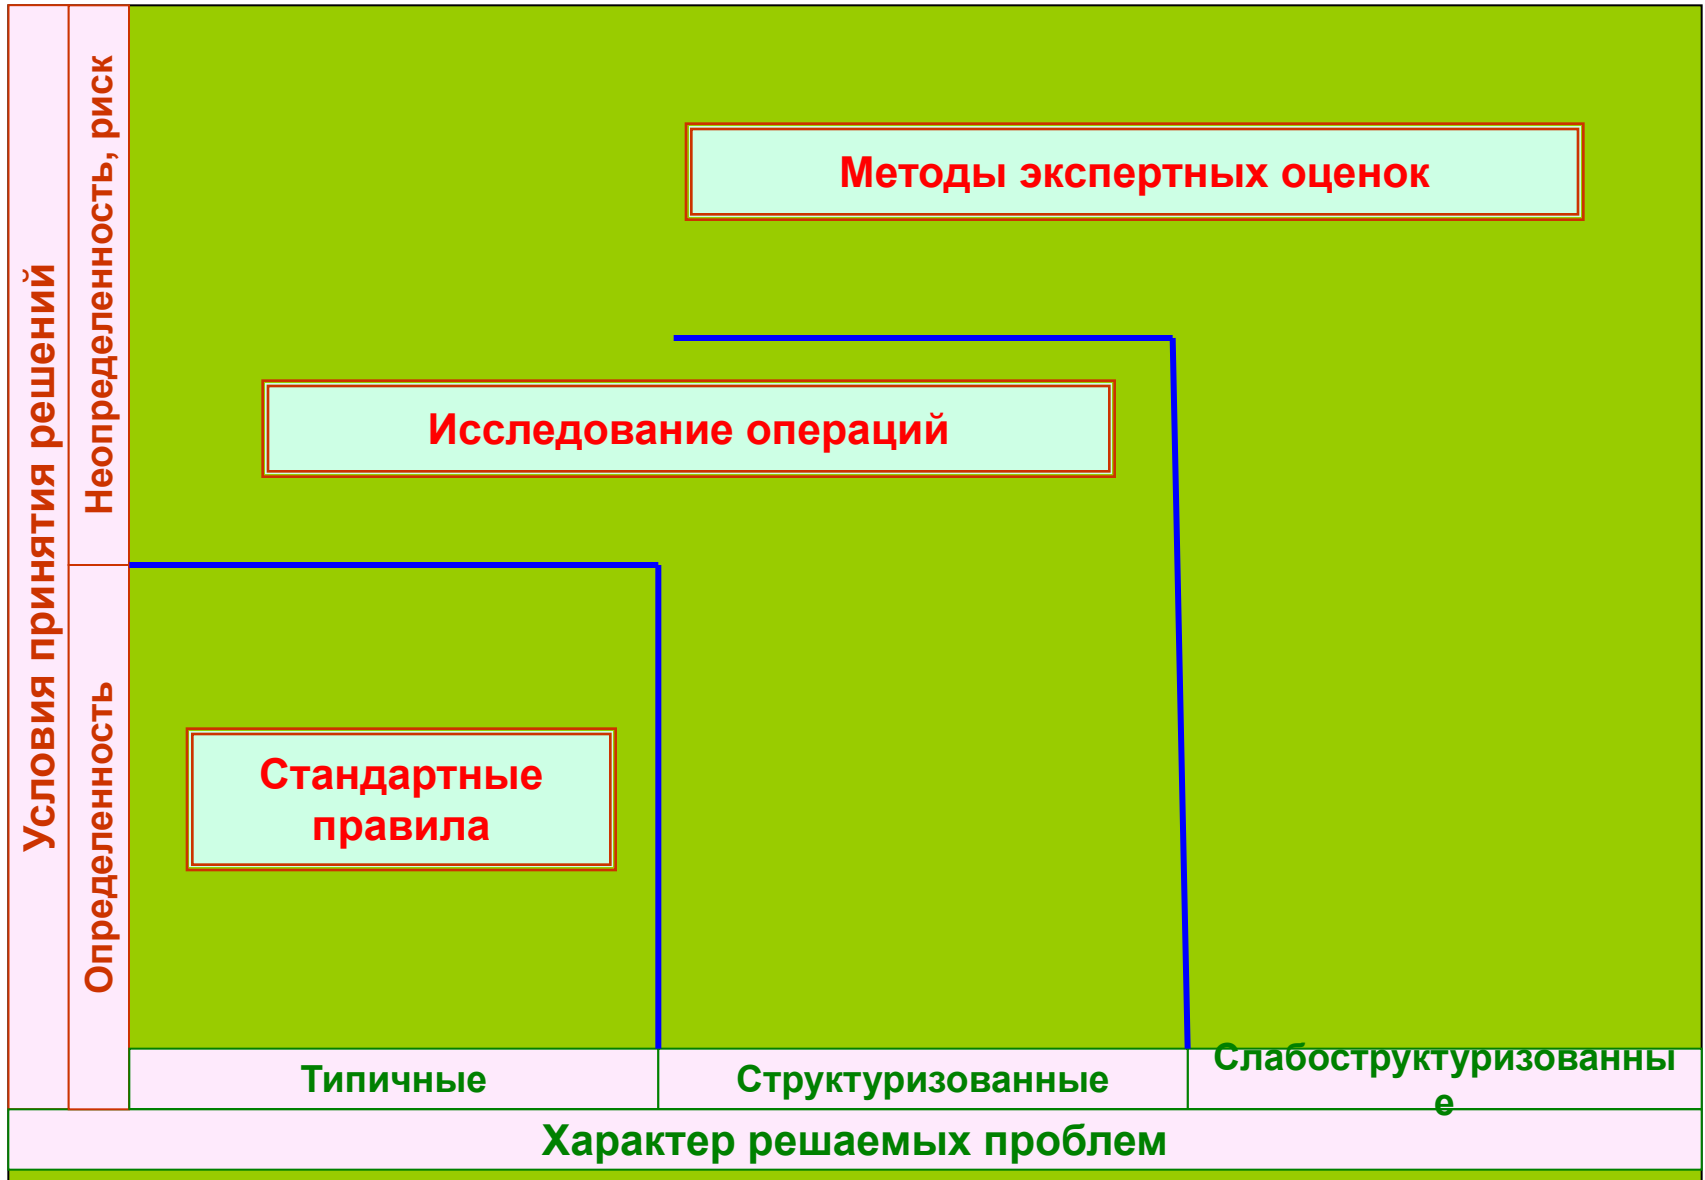 Условия принятия решений
Неопределенность, риск
Определенность
Методы экспертных оценок
Исследование операций
Стандартные
правила
Типичные
Структуризованные
Слабоструктуризованны
е
Характер решаемых проблем